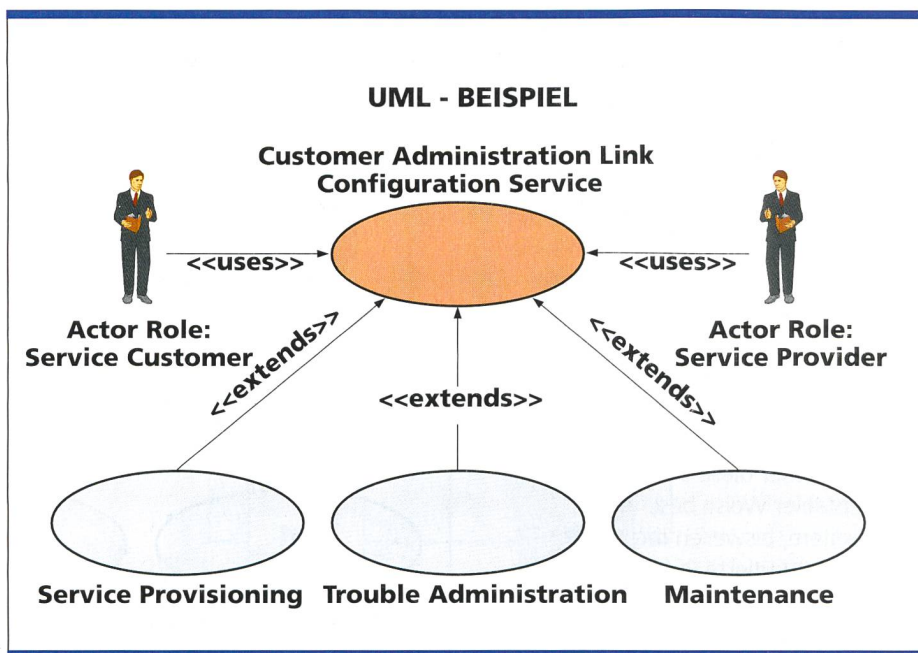 UML - BEISPIEL
Customer Administration Link
Configuration Service
<<uses>>
<<uses>>
Actor Role:
Service Customer
Actor Role:
Service Provider
<<extends>>
<<extends>>
<<extends>>
Service Provisioning
Trouble Administration
Maintenance